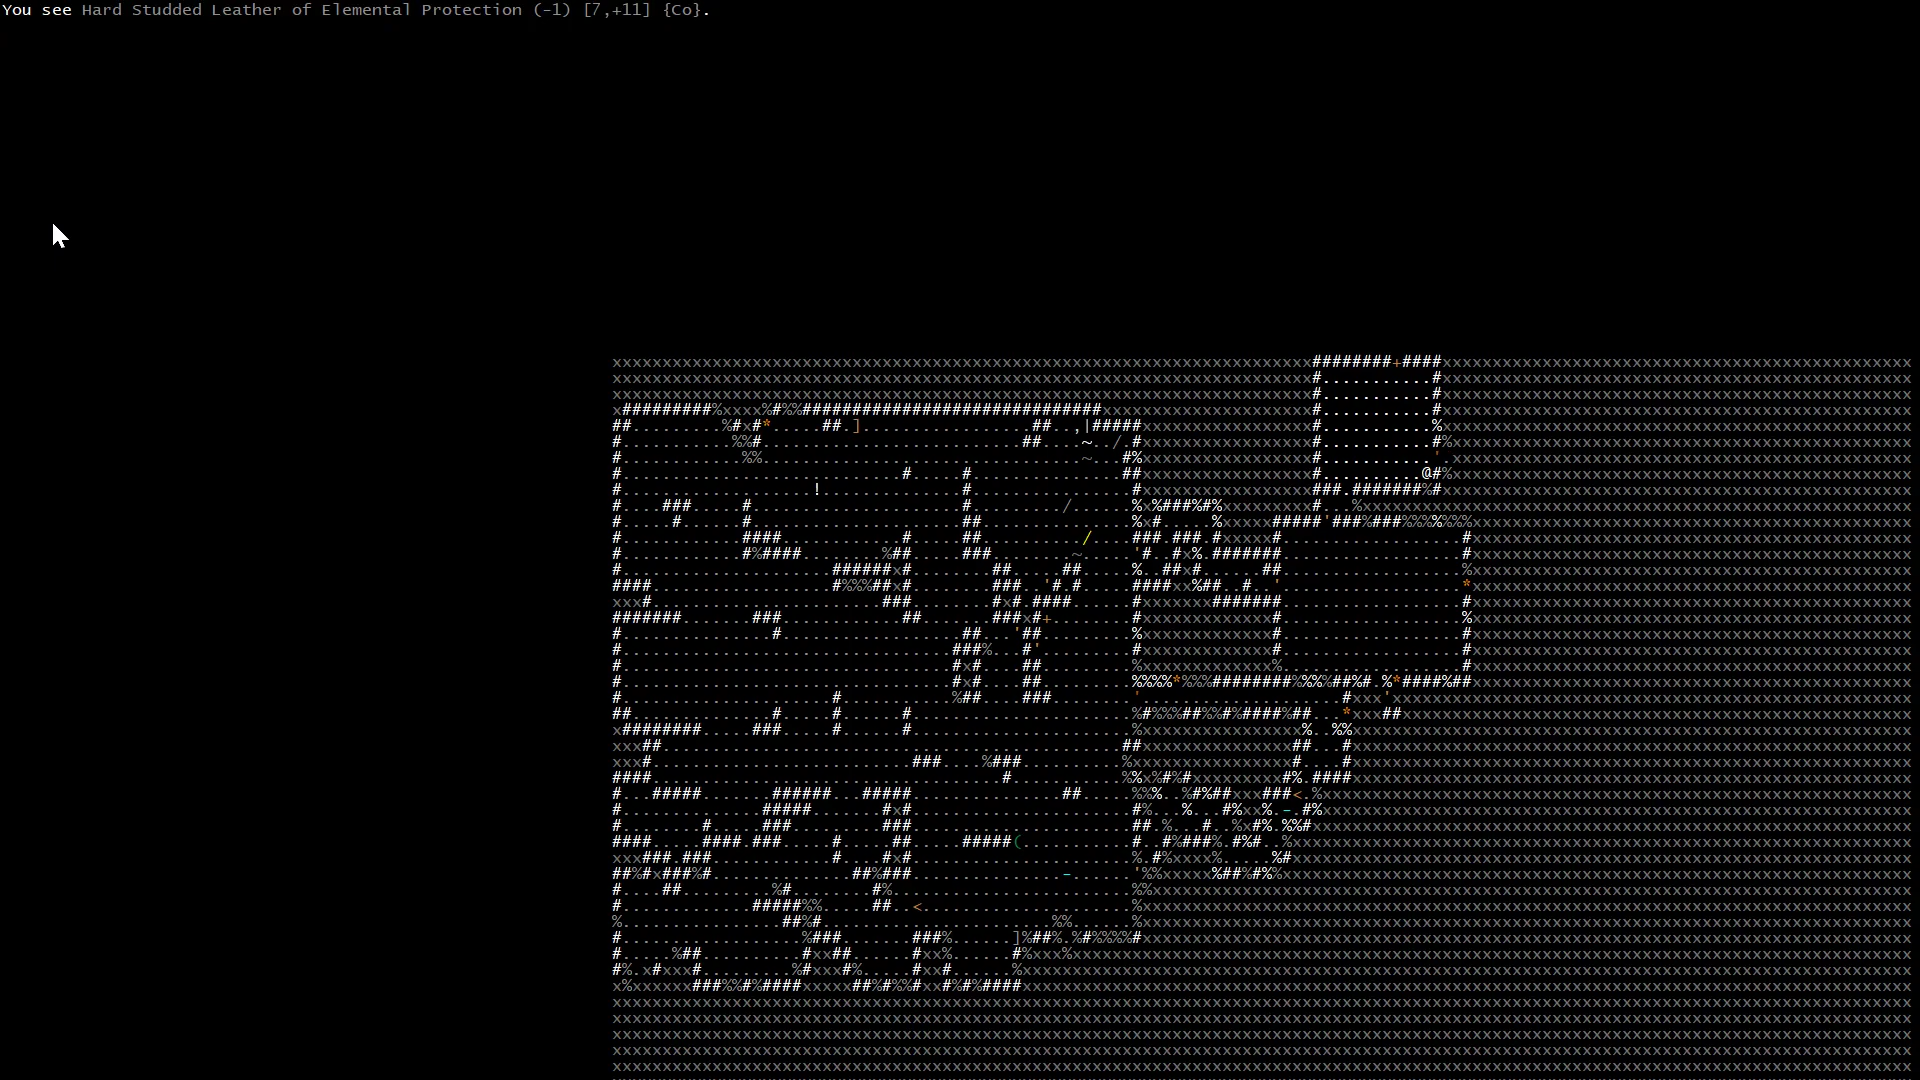 You see Hard Studded Leather of Elemental Protection (-1) [7,+11] {Co}.